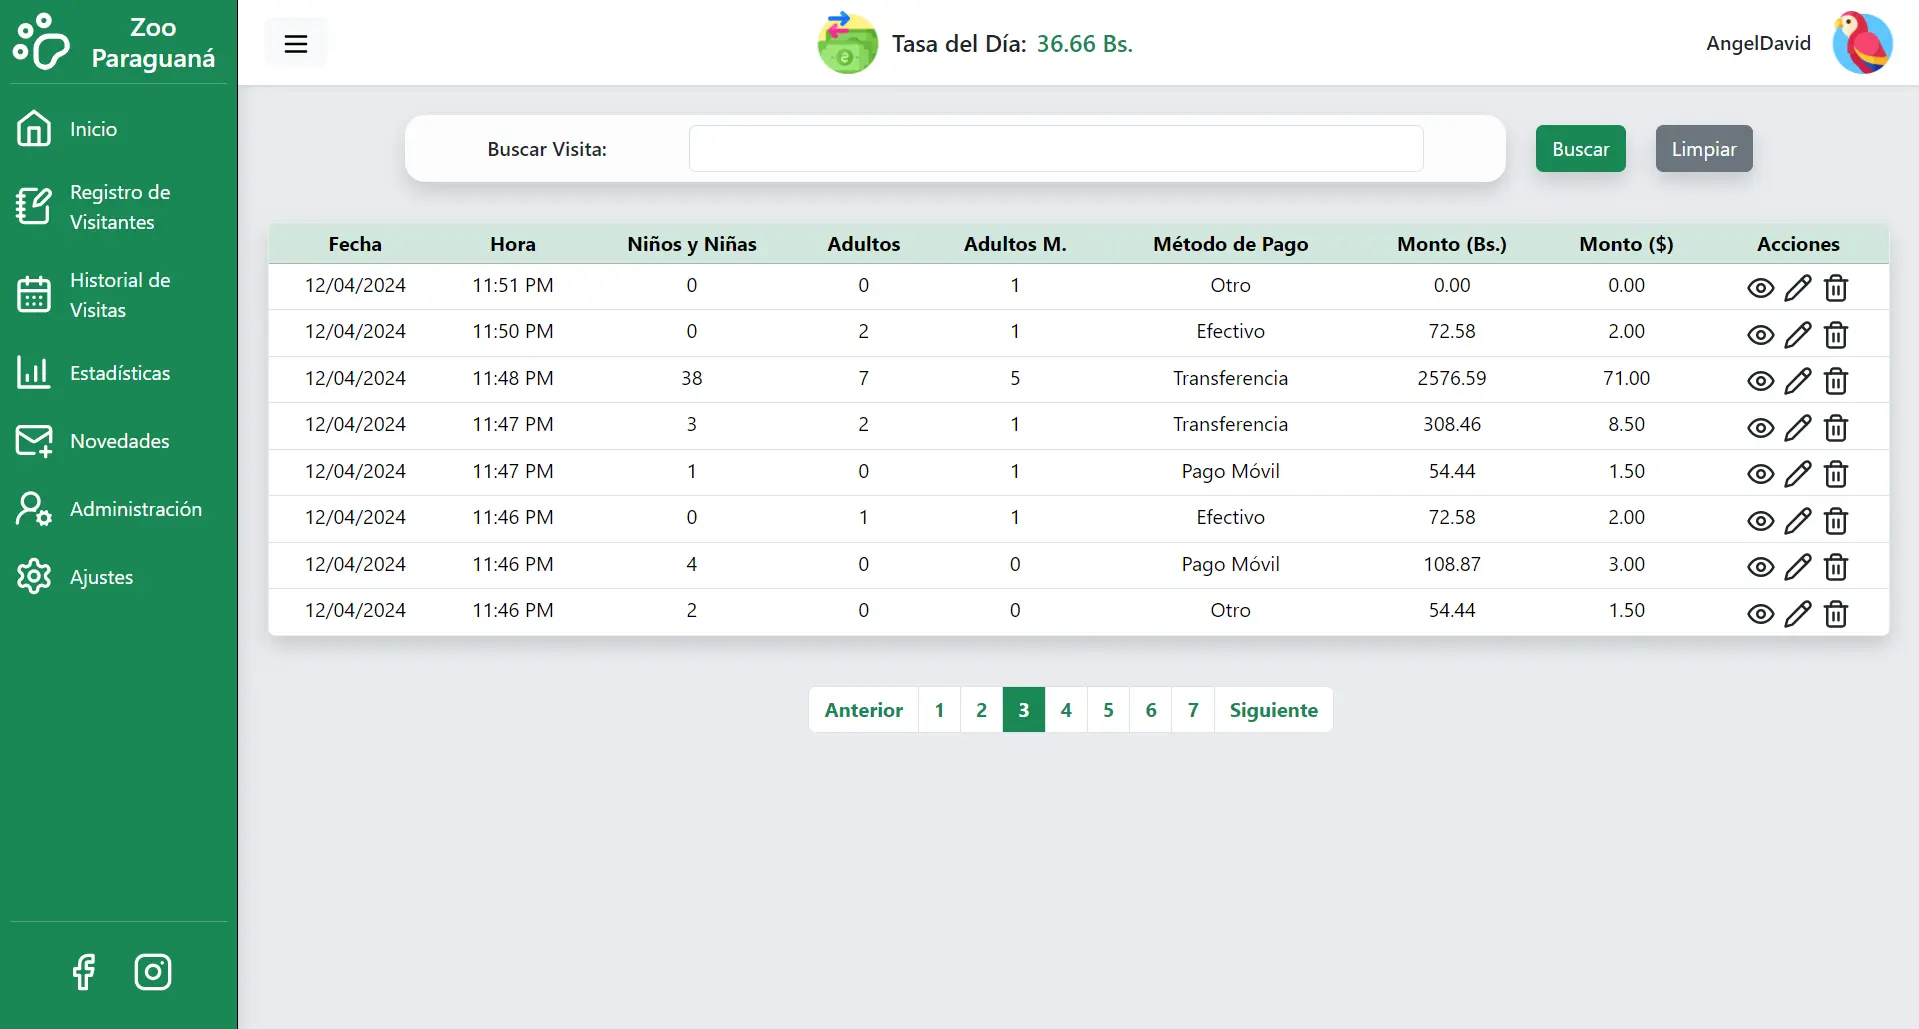 Zoo
Paraguaná
Inicio
Registro de
Visitantes
Historial de
Visitas
Estadísticas
Novedades
Administración
Ajustes
Tasa del Día: 36.66 Bs.
AngelDavid
Buscar Visita:
Buscar
Limpiar
Fecha Hora Niños y Niñas Adultos Adultos M. Método de Pago Monto (Bs.) Monto ($) Acciones
12/04/2024 11:51 PM 0 0 1 Otro 0.00 0.00
12/04/2024 11:50 PM 0 2 1 Efectivo 72.58 2.00
12/04/2024 11:48 PM 38 7 5 Transferencia 2576.59 71.00
12/04/2024 11:47 PM 3 2 1 Transferencia 308.46 8.50
12/04/2024 11:47 PM 1 0 1 Pago Móvil 54.44 1.50
12/04/2024 11:46 PM 0 1 1 Efectivo 72.58 2.00
12/04/2024 11:46 PM 4 0 0 Pago Móvil 108.87 3.00
12/04/2024 11:46 PM 2 0 0 Otro 54.44 1.50
Anterior 1 2 3 4 5 6 7 Siguiente